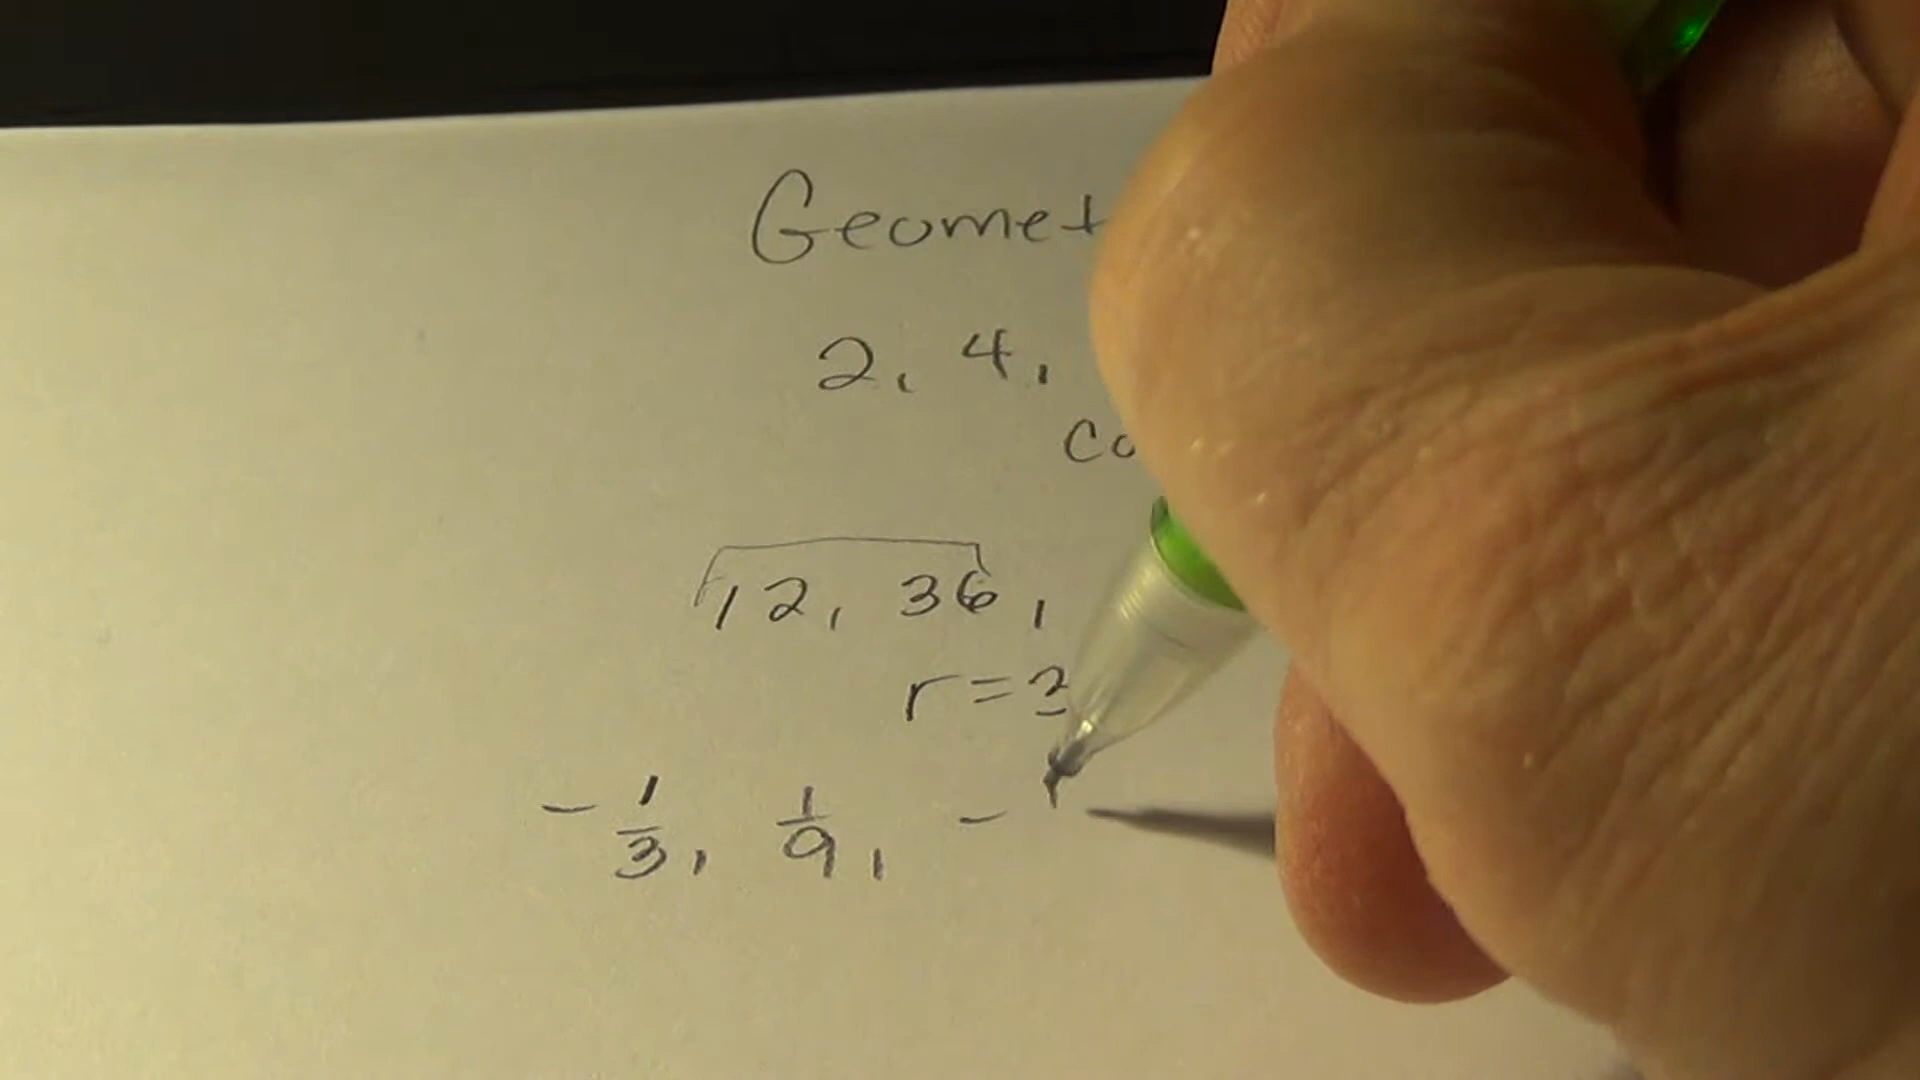 Geomet
2, 4,
co
12, 36,
r = 3
- 1/3, 1/9, -